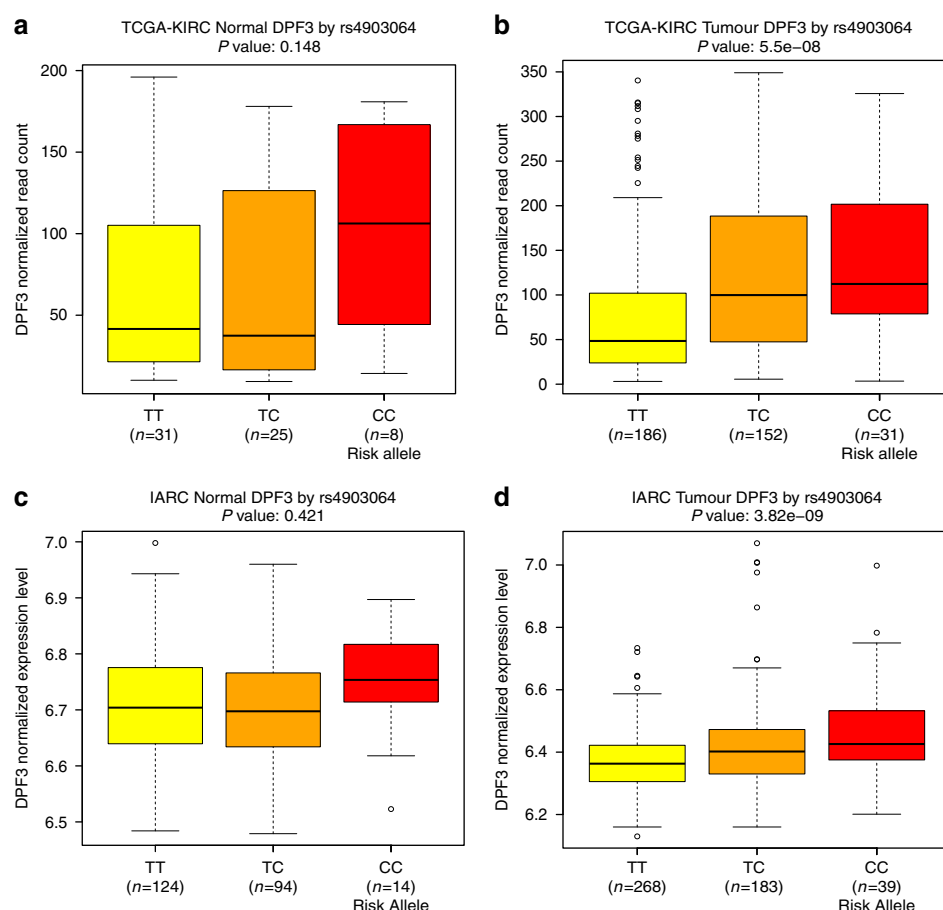 a
TCGA-KIRC Normal DPF3 by rs4903064
P value: 0.148
DPF3 normalized read count
200
150
100
50
TT
TC
CC
(n=31)
(n=25)
(n=8)
Risk allele
b
TCGA-KIRC Tumour DPF3 by rs4903064
P value: 5.5e−08
DPF3 normalized read count
350
300
250
200
150
100
50
0
TT
TC
CC
(n=186)
(n=152)
(n=31)
Risk allele
c
IARC Normal DPF3 by rs4903064
P value: 0.421
DPF3 normalized expression level
7.0
6.9
6.8
6.7
6.6
6.5
TT
TC
CC
(n=124)
(n=94)
(n=14)
Risk Allele
d
IARC Tumour DPF3 by rs4903064
P value: 3.82e−09
DPF3 normalized expression level
7.0
6.8
6.6
6.4
6.2
TT
TC
CC
(n=268)
(n=183)
(n=39)
Risk Allele